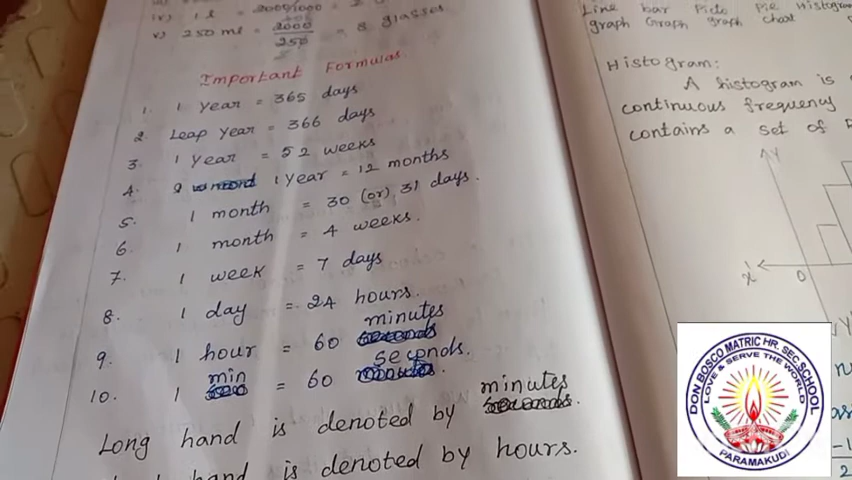 iv) 1 l = 2000/1000 =
v) 250 ml = 2000/250 = 8 glasses
Important Formulas
1. 1 year = 365 days
2. Leap year = 366 days
3. 1 year = 52 weeks
4. 1 year = 12 months
5. 1 month = 30 (or) 31 days.
6. 1 month = 4 weeks.
7. 1 week = 7 days
8. 1 day = 24 hours.
9. 1 hour = 60 minutes
10. 1 min = 60 seconds.
Long hand is denoted by minutes
hand is denoted by hours.
Line bar Picto Pie Histogram
graph Graph graph chart
Histogram:
A histogram is
continuous frequency
contains a set of
Y
x' 0
DON BOSCO MATRIC HR. SEC SCHOOL
LOVE & SERVE THE WORLD
PARAMAKUDI